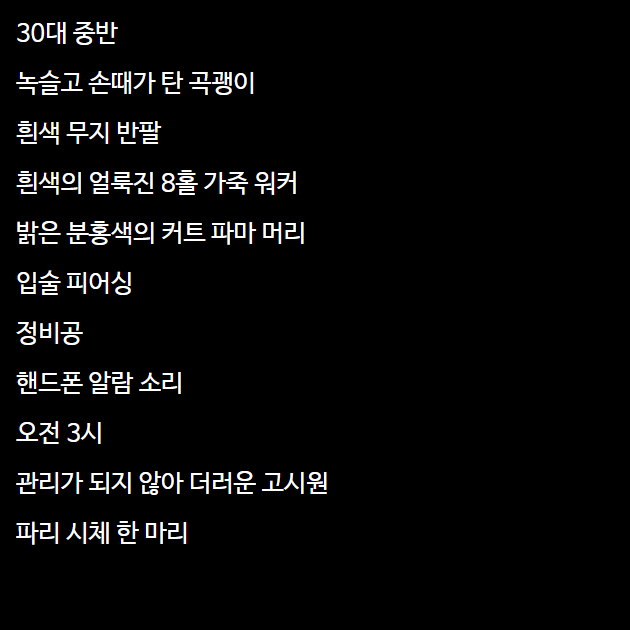 30대 중반
녹슬고 손때가 탄 곡괭이
흰색 무지 반팔
흰색의 얼룩진 8홀 가죽 워커
밝은 분홍색의 커트 파마 머리
입술 피어싱
정비공
핸드폰 알람 소리
오전 3시
관리가 되지 않아 더러운 고시원
파리 시체 한 마리